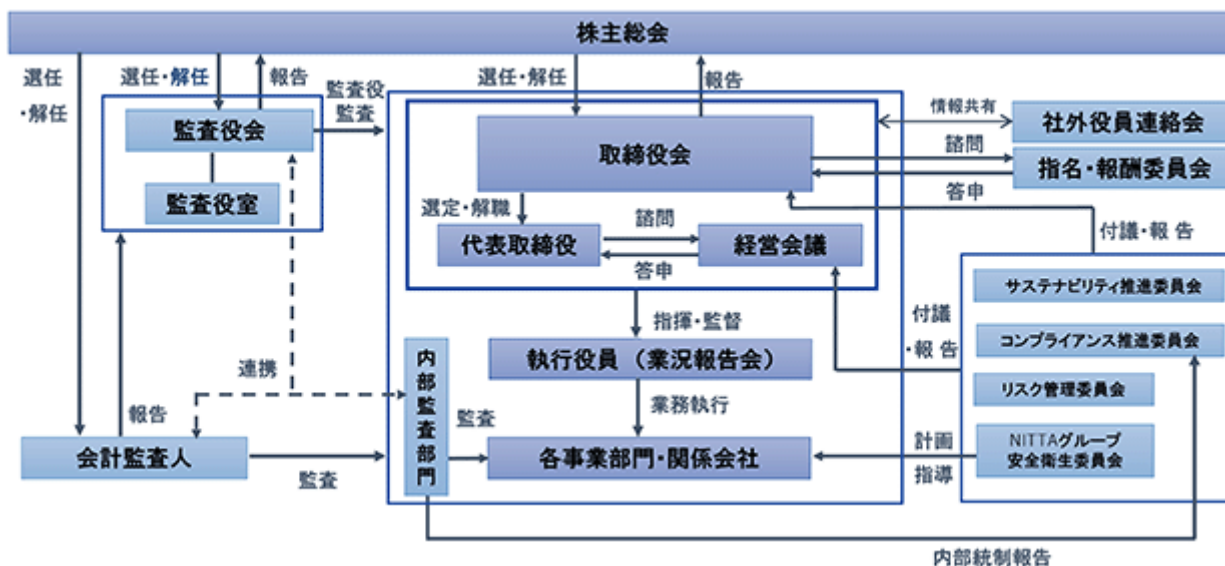 株主総会
選任
・解任
選任・解任
報告
監査役
監査
選任・解任
報告
監査役会
監査役室
取締役会
情報共有
社外役員連絡会
諮問
指名・報酬委員会
答申
選定・解職
諮問
代表取締役
経営会議
答申
付議・報告
サステナビリティ推進委員会
コンプライアンス推進委員会
リスク管理委員会
NITTAグループ
安全衛生委員会
付議
・報告
指揮・監督
執行役員（業況報告会）
業務執行
連携
内部監査部門
監査
各事業部門・関係会社
計画
指導
報告
会計監査人
監査
内部統制報告